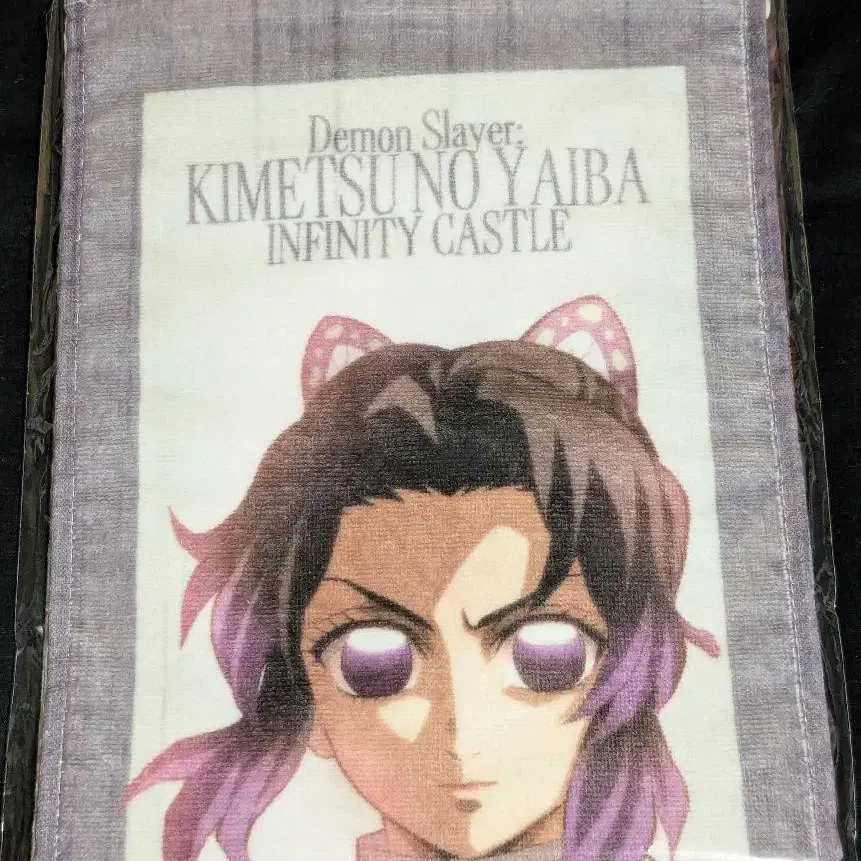 Demon Slayer:
KIMETSU NO YAIBA
INFINITY CASTLE